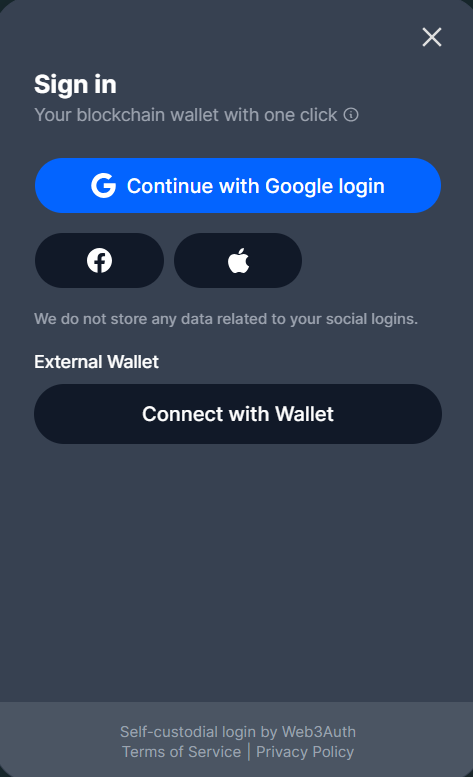 Sign in
Your blockchain wallet with one click
Continue with Google login
We do not store any data related to your social logins.
External Wallet
Connect with Wallet
Self-custodial login by Web3Auth
Terms of Service | Privacy Policy